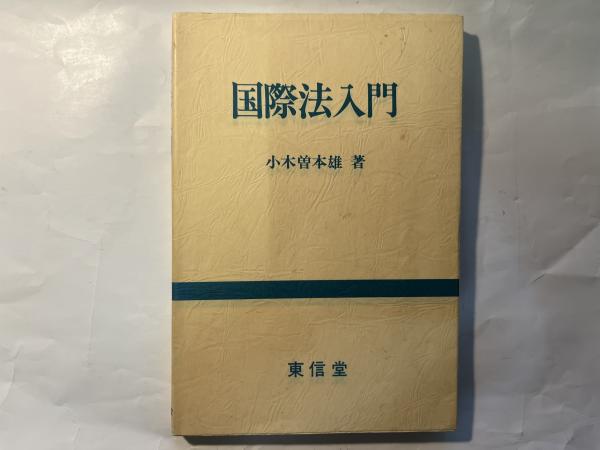 国際法入門
小木曽本雄 著
東信堂